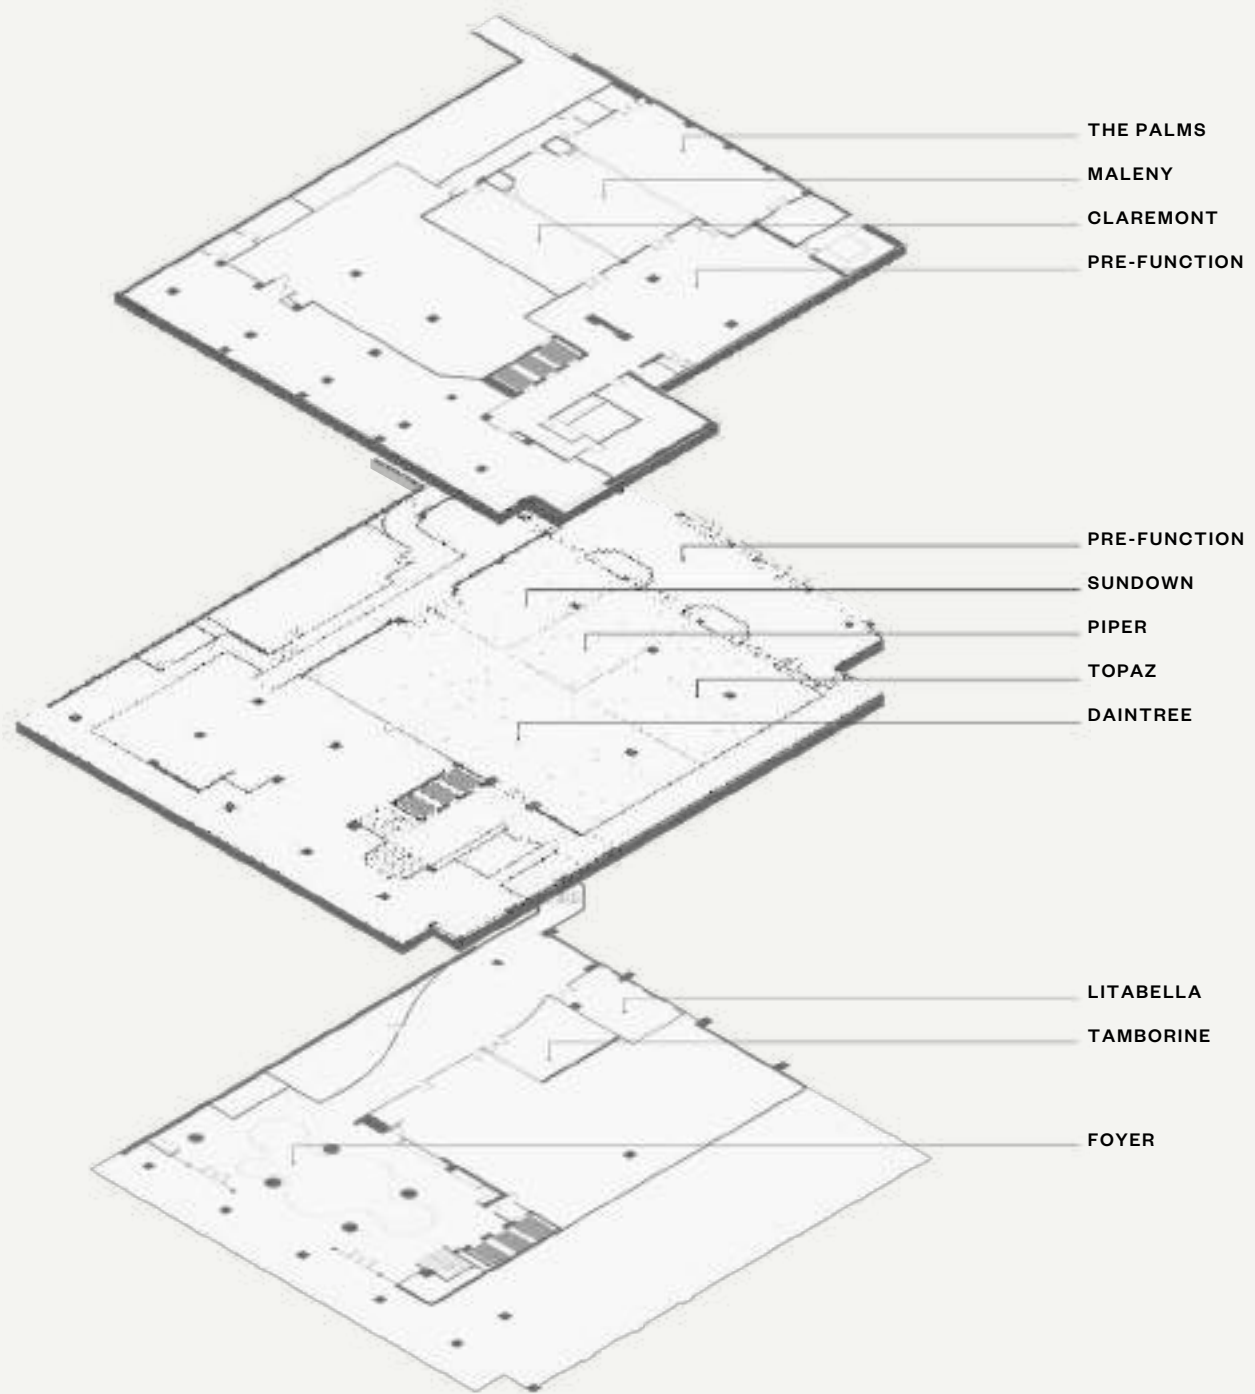 THE PALMS
MALENY
CLAREMONT
PRE-FUNCTION
PRE-FUNCTION
SUNDOWN
PIPER
TOPAZ
DAINTREE
LITABELLA
TAMBORINE
FOYER